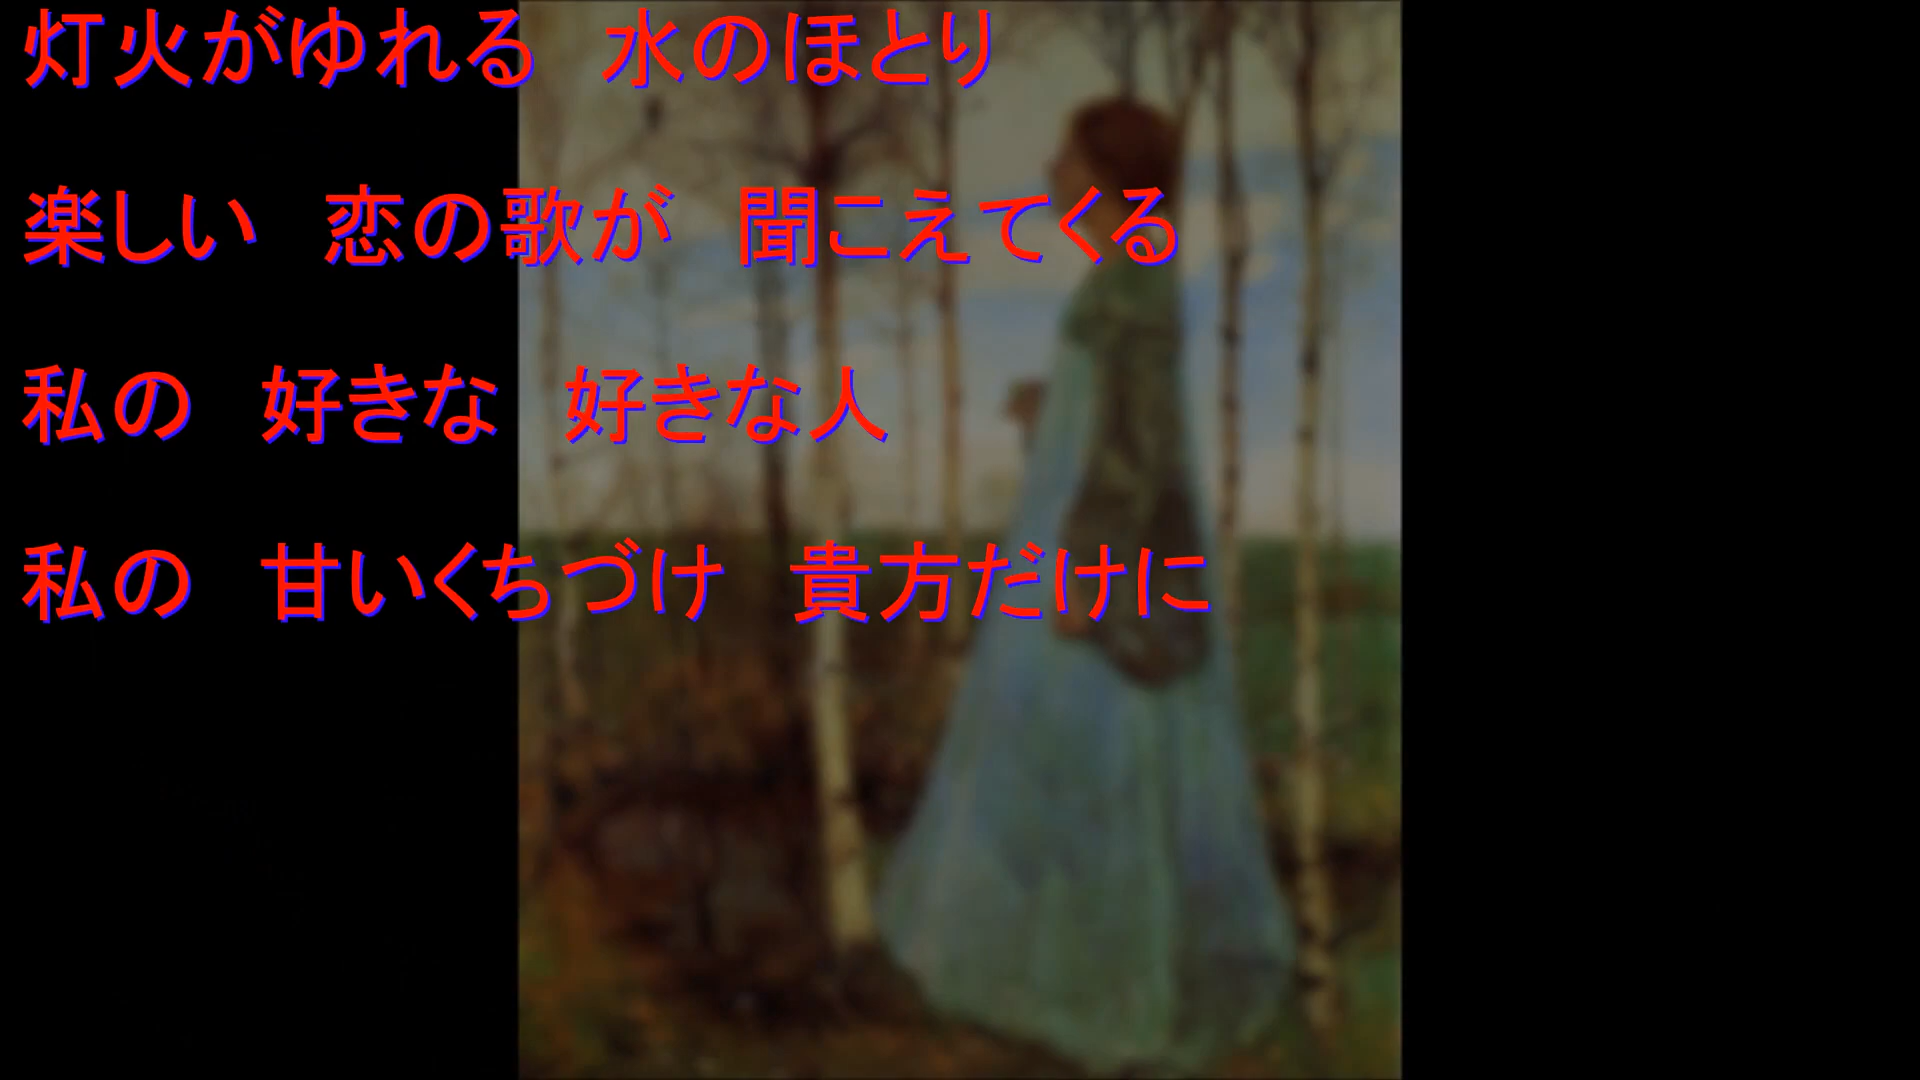 灯火がゆれる　水のほとり
楽しい　恋の歌が　聞こえてくる
私の　好きな　好きな人
私の　甘いくちづけ　貴方だけに